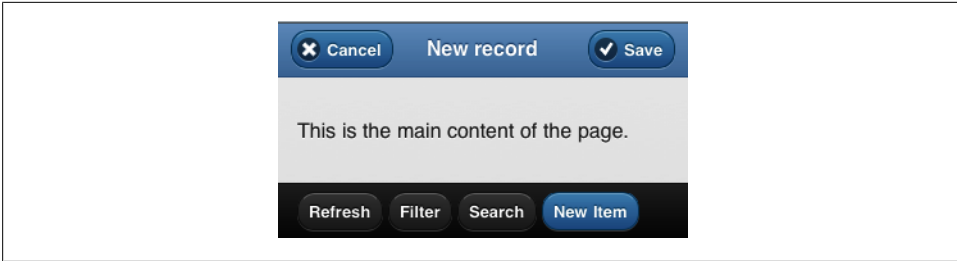 Cancel New record Save
This is the main content of the page.
Refresh Filter Search New Item